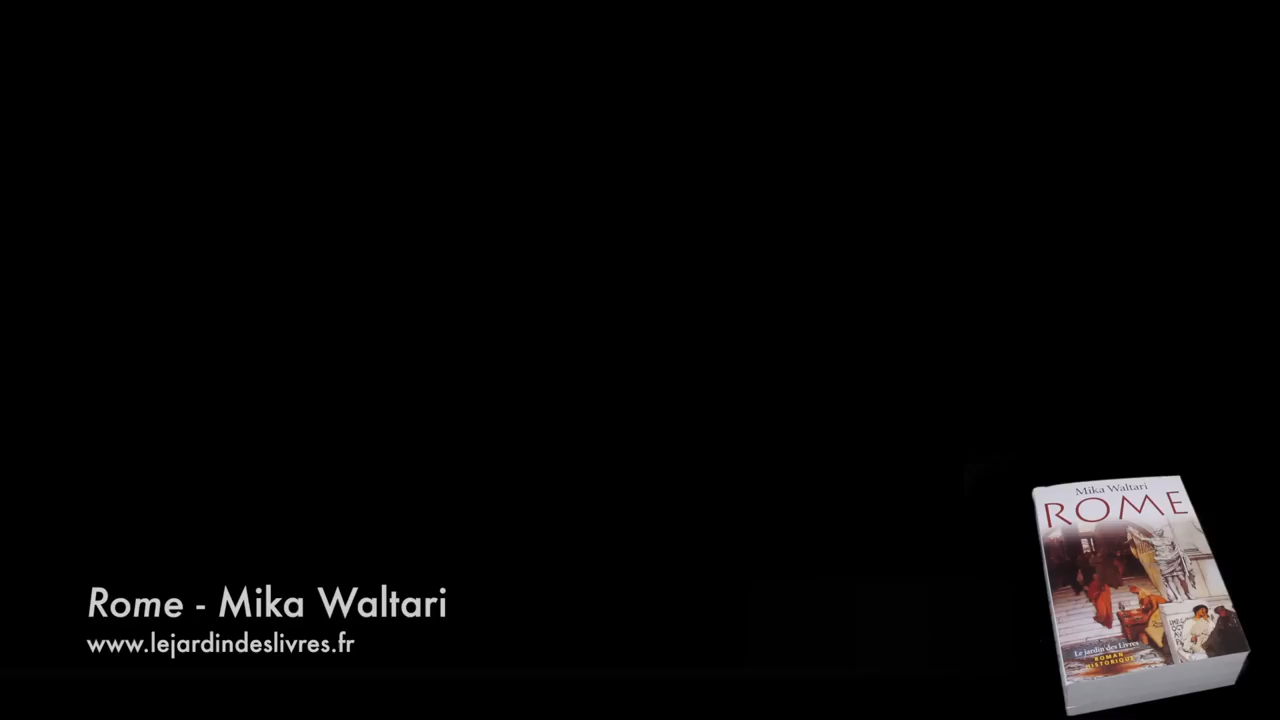 Mika Waltari
ROME
Le jardin des Livres
ROMAN
HISTORIQUE
Rome - Mika Waltari
www.lejardindeslivres.fr